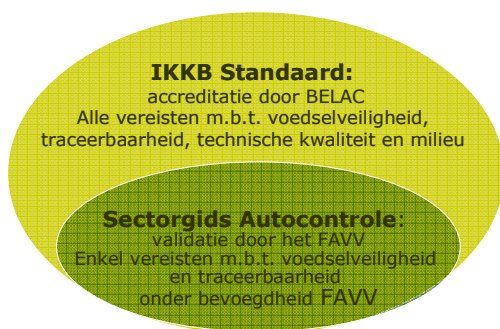 IKKB Standaard:
accreditatie door BELAC
Alle vereisten m.b.t. voedselveiligheid,
traceerbaarheid, technische kwaliteit en milieu
Sectorgids Autocontrole:
validatie door het FAVV
Enkel vereisten m.b.t. voedselveiligheid
en traceerbaarheid
onder bevoegdheid FAVV